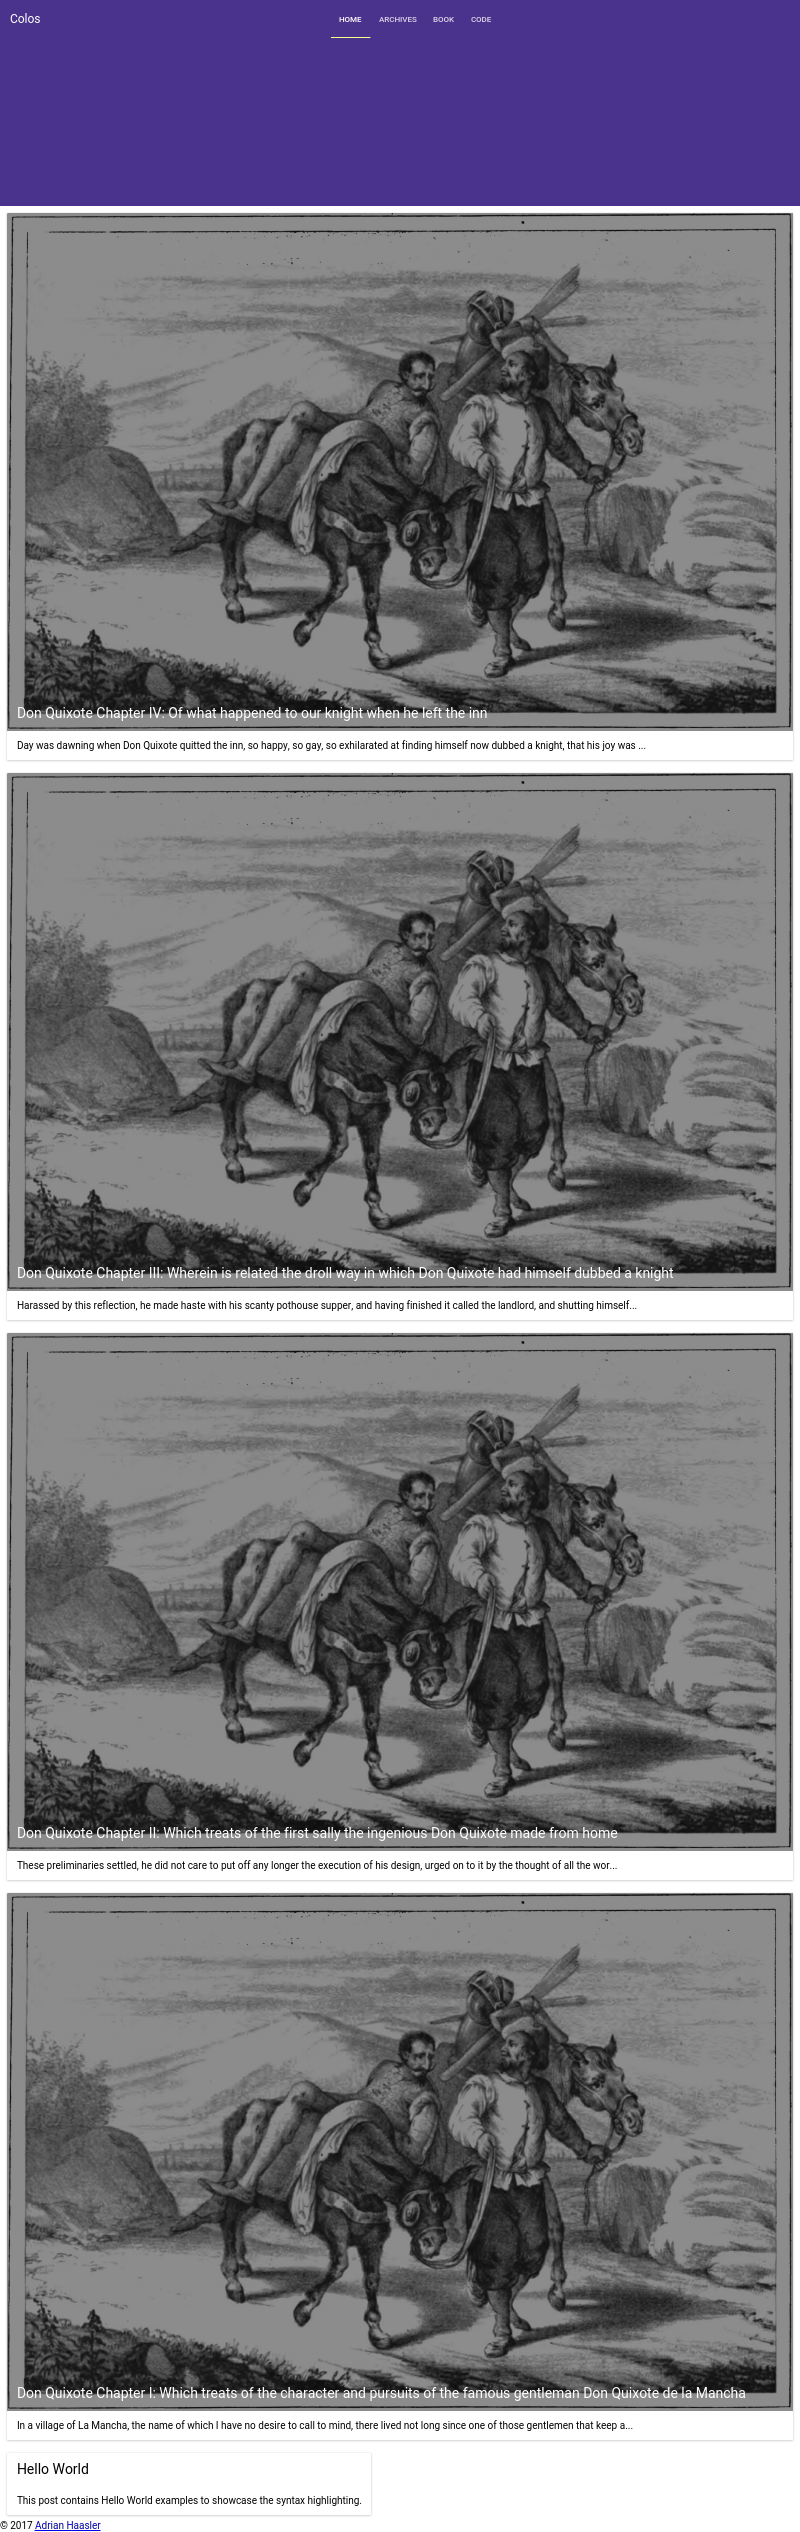 Colos
HOME ARCHIVES BOOK CODE
Don Quixote Chapter IV: Of what happened to our knight when he left the inn
Day was dawning when Don Quixote quitted the inn, so happy, so gay, so exhilarated at finding himself now dubbed a knight, that his joy was ...
Don Quixote Chapter III: Wherein is related the droll way in which Don Quixote had himself dubbed a knight
Harassed by this reflection, he made haste with his scanty pothouse supper, and having finished it called the landlord, and shutting himself...
Don Quixote Chapter II: Which treats of the first sally the ingenious Don Quixote made from home
These preliminaries settled, he did not care to put off any longer the execution of his design, urged on to it by the thought of all the wor...
Don Quixote Chapter I: Which treats of the character and pursuits of the famous gentleman Don Quixote de la Mancha
In a village of La Mancha, the name of which I have no desire to call to mind, there lived not long since one of those gentlemen that keep a...
Hello World
This post contains Hello World examples to showcase the syntax highlighting.
© 2017 Adrian Haasler